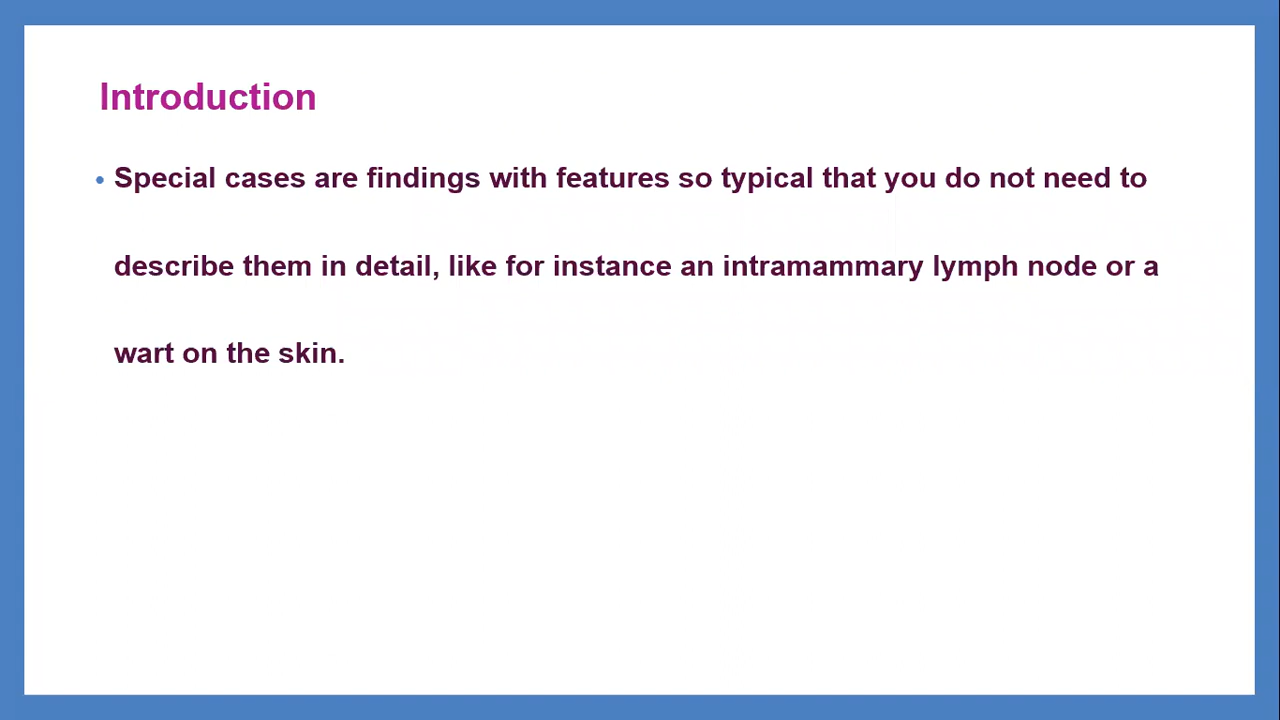 Introduction
• Special cases are findings with features so typical that you do not need to
describe them in detail, like for instance an intramammary lymph node or a
wart on the skin.